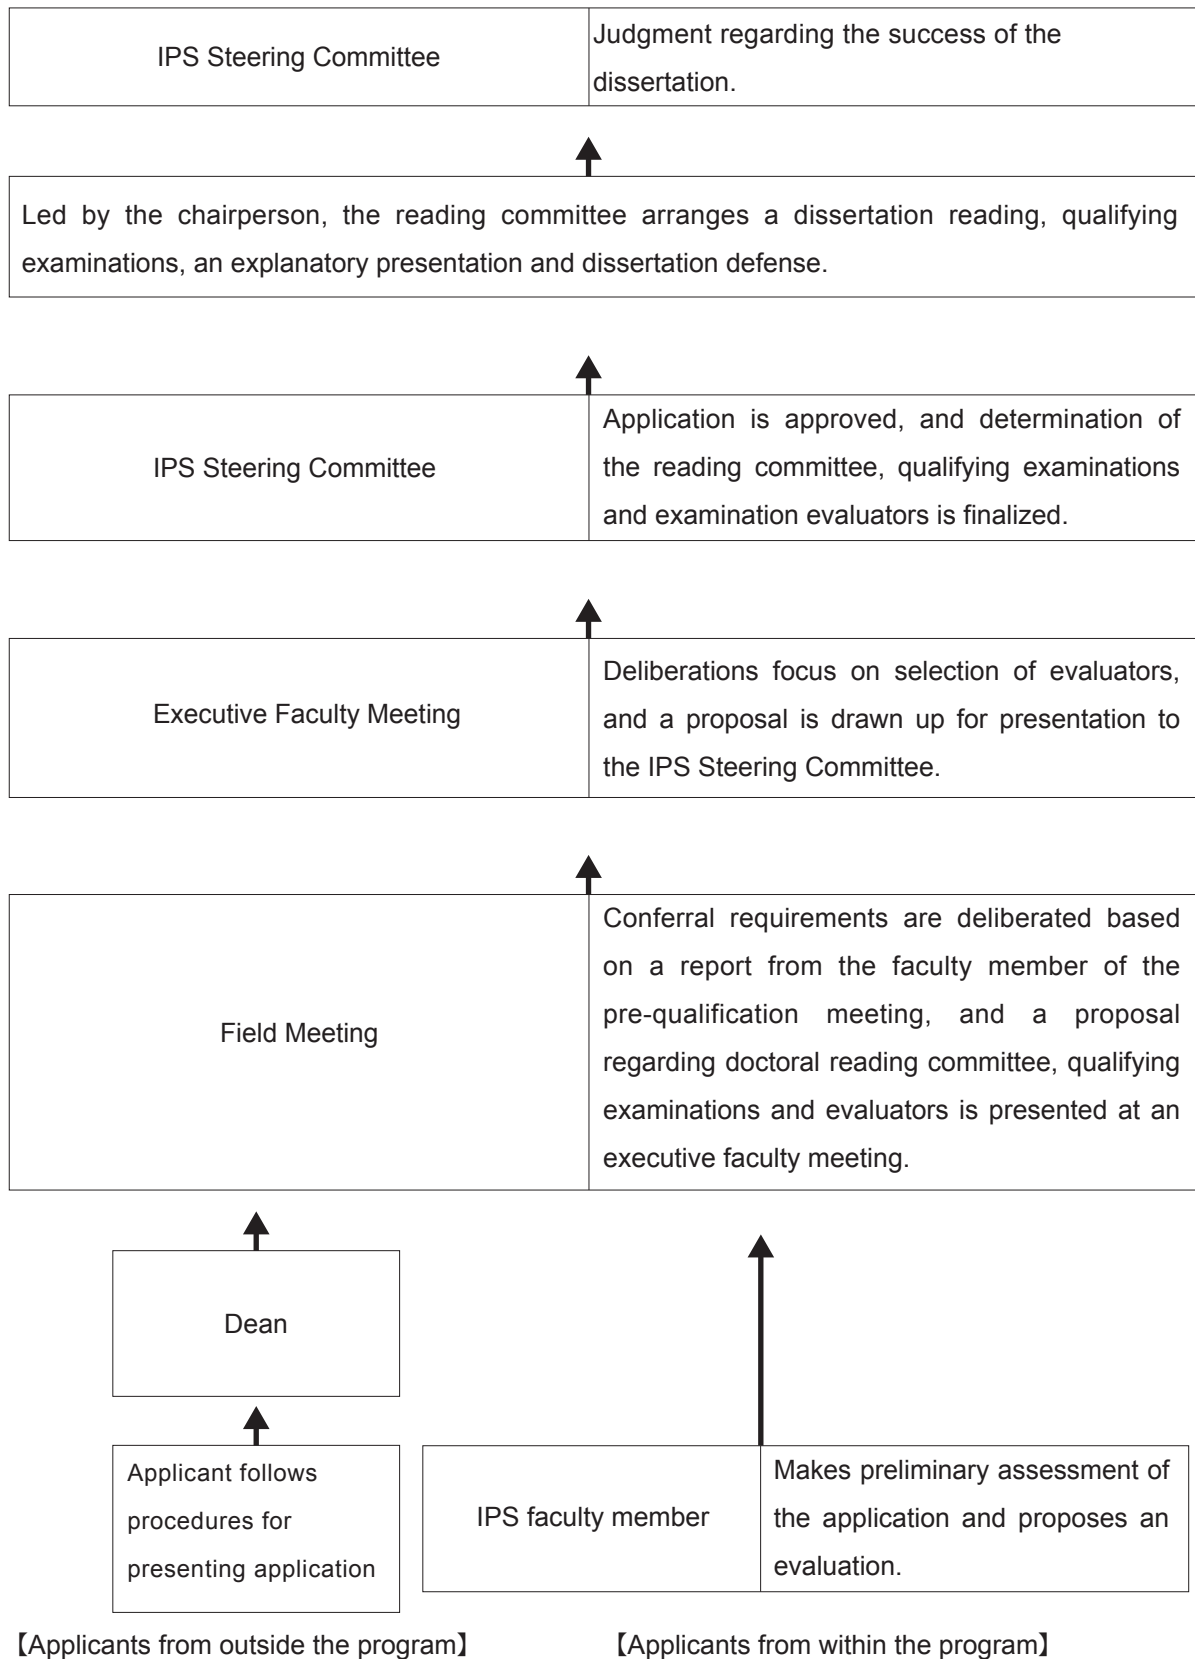 IPS Steering Committee
Judgment regarding the success of the
dissertation.
Led by the chairperson, the reading committee arranges a dissertation reading, qualifying
examinations, an explanatory presentation and dissertation defense.
IPS Steering Committee
Application is approved, and determination of
the reading committee, qualifying examinations
and examination evaluators is finalized.
Executive Faculty Meeting
Deliberations focus on selection of evaluators,
and a proposal is drawn up for presentation to
the IPS Steering Committee.
Field Meeting
Conferral requirements are deliberated based
on a report from the faculty member of the
pre-qualification meeting, and a proposal
regarding doctoral reading committee, qualifying
examinations and evaluators is presented at an
executive faculty meeting.
Dean
Applicant follows
procedures for
presenting application
IPS faculty member
Makes preliminary assessment of
the application and proposes an
evaluation.
【Applicants from outside the program】
【Applicants from within the program】